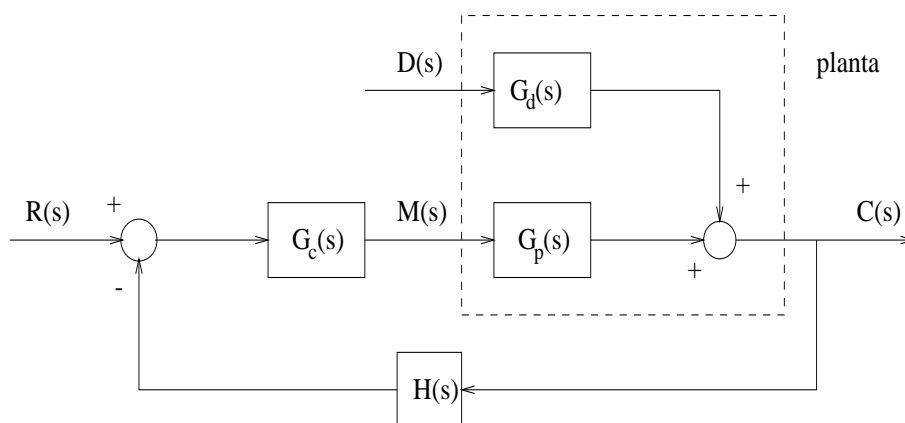 D(s)
planta
G_d(s)
+
+
R(s)
M(s)
C(s)
G_c(s)
G_p(s)
+
-
H(s)